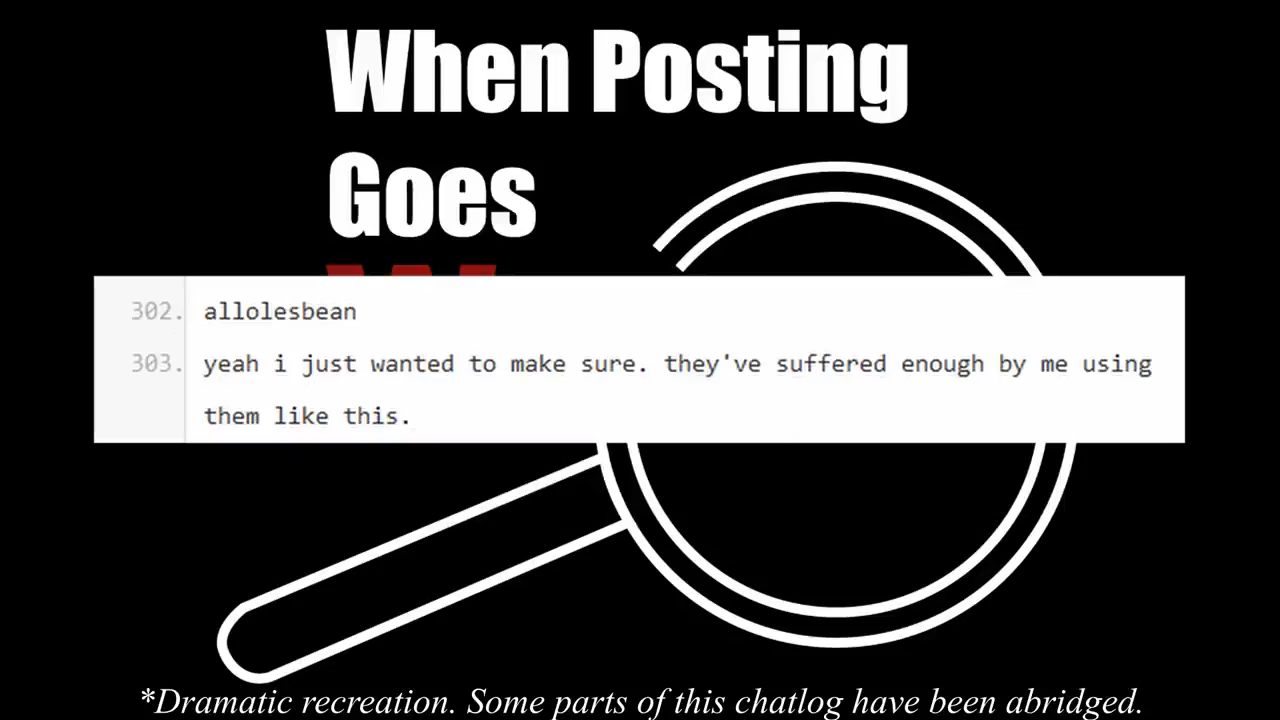 When Posting
Goes
302. allolesbean
303. yeah i just wanted to make sure. they've suffered enough by me using
them like this.
*Dramatic recreation. Some parts of this chatlog have been abridged.